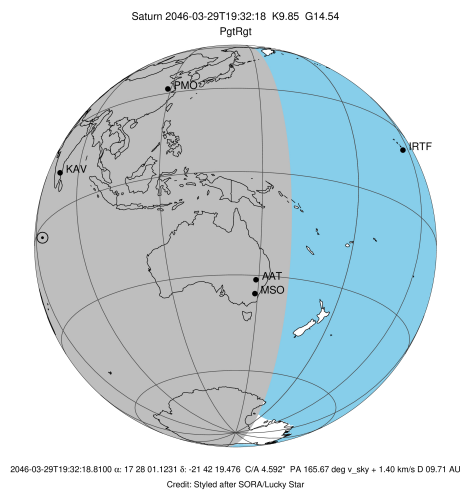 Saturn 2046-03-29T19:32:18 K9.85 G14.54
PgtRgt
PMO
IRTF
KAV
AAT
MSO
2046-03-29T19:32:18.8100 α: 17 28 01.1231 δ: -21 42 19.476 C/A 4.592" PA 165.67 deg v_sky + 1.40 km/s D 09.71 AU
Credit: Styled after SORA/Lucky Star